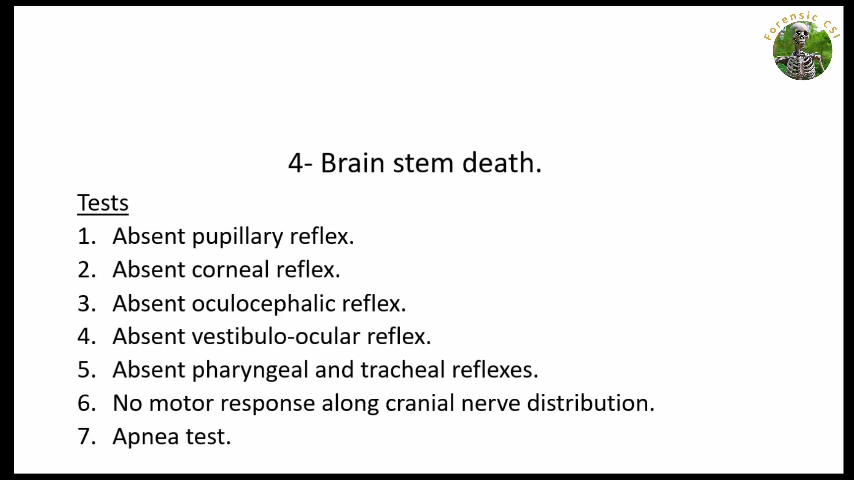 Forensic CSI
4- Brain stem death.
Tests
1. Absent pupillary reflex.
2. Absent corneal reflex.
3. Absent oculocephalic reflex.
4. Absent vestibulo-ocular reflex.
5. Absent pharyngeal and tracheal reflexes.
6. No motor response along cranial nerve distribution.
7. Apnea test.